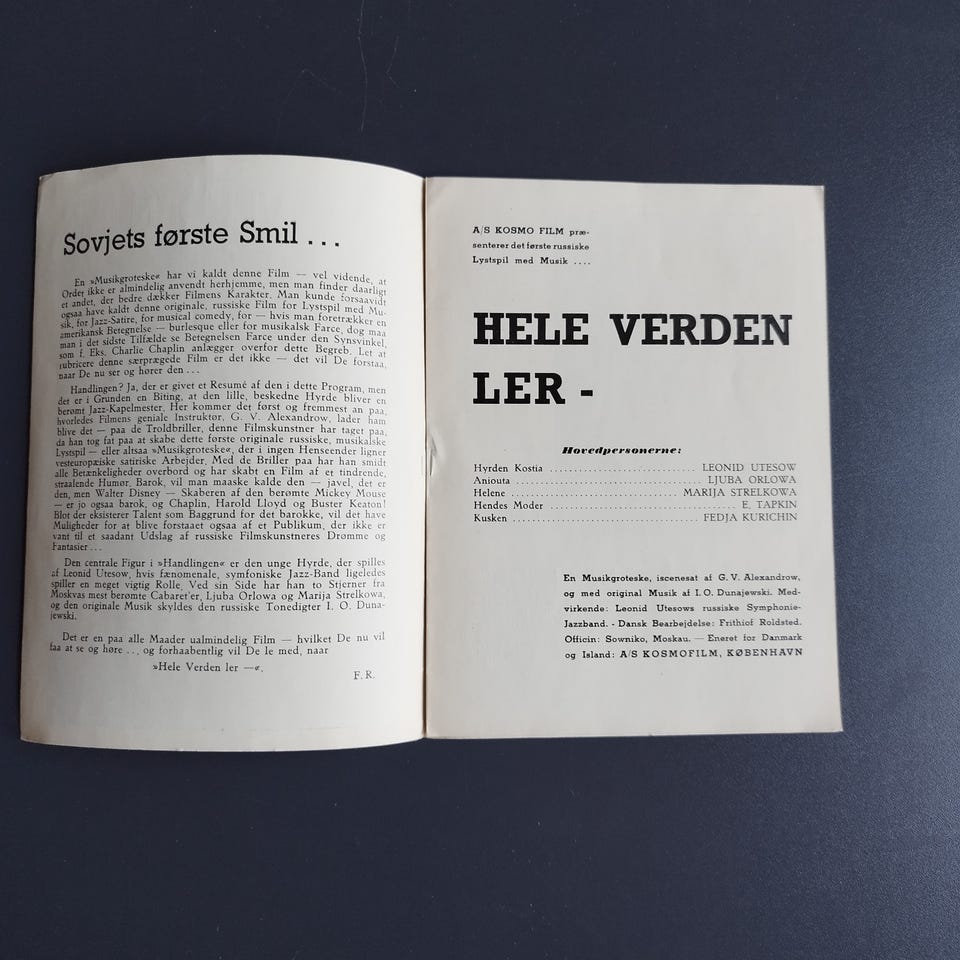 Sovjets første Smil ...
En »Musikgroteske« har vi kaldt denne Film — vel vidende, at
Ordet ikke er almindelig anvendt herhjemme, men man finder daarligt
et andet, der bedre dækker Filmens Karakter. Man kunde forsaavidt
ogsaa have kaldt denne originale, russiske Film for Lystspil med Mu-
sik, for Jazz-Satire, for musical comedy, for — hvis man foretrækker en
amerikansk Betegnelse — burlesque eller for musikalsk Farce, dog maa
man i det sidste Tilfælde se Betegnelsen Farce under den Synsvinkel,
som f. Eks. Charlie Chaplin anlægger overfor dette Begreb. Let at
rubricere denne særprægede Film er det ikke — det vil De forstaa,
naar De nu ser og hører den ...
Handlingen? Ja, der er givet et Resumé af den i dette Program, men
det er i Grunden en Biting, at den lille, beskedne Hyrde bliver en
berømt Jazz-Kapelmester. Her kommer det først og fremmest an paa,
hvorledes Filmens geniale Instruktør, G. V. Alexandrow, lader ham
blive det — paa de Troldbriller, denne Filmskunstner har taget paa,
da han tog fat paa at skabe dette første originale russiske, musikalske
Lystspil — eller altsaa »Musikgroteske«, der i ingen Henseender ligner
vesteuropæiske satiriske Arbejder. Med de Briller paa har han smidt
alle Betænkeligheder overbord og har skabt en Film af et tindrende,
straalende Humør. Barok, vil man maaske kalde den — javel, det er
den, men Walter Disney — Skaberen af den berømte Mickey Mouse
— er jo ogsaa barok, og Chaplin, Harold Lloyd og Buster Keaton!
Blot der eksisterer Talent som Baggrund for det barokke, vil det have
Muligheder for at blive forstaaet ogsaa af et Publikum, der ikke er
vant til et saadant Udslag af russiske Filmskunstneres Drømme og
Fantasier ...
Den centrale Figur i »Handlingen« er den unge Hyrde, der spilles
af Leonid Utesow, hvis fænomenale, symfoniske Jazz-Band ligeledes
spiller en meget vigtig Rolle. Ved sin Side har han to Stjerner fra
Moskvas mest berømte Cabaret'er, Ljuba Orlowa og Marija Strelkowa,
og den originale Musik skyldes den russiske Tonedigter I. O. Duna-
jewski.
Det er en paa alle Maader ualmindelig Film — hvilket De nu vil
faa at se og høre ..., og forhaabentlig vil De le med, naar
»Hele Verden ler —«.
F. R.
A/S KOSMO FILM præ-
senterer det første russiske
Lystspil med Musik ....
HELE VERDEN
LER -
Hovedpersonerne:
Hyrden Kostia .............................. LEONID UTESOW
Aniouta .................................... LJUBA ORLOWA
Helene ................................ MARIJA STRELKOWA
Hendes Moder .............................. E. TAPKIN
Kusken .................................... FEDJA KURICHIN
En Musikgroteske, iscenesat af G. V. Alexandrow,
og med original Musik af I. O. Dunajewski. Med-
virkende: Leonid Utesows russiske Symphonie-
Jazzband. - Dansk Bearbejdelse: Frithiof Roldsted.
Officin: Sowniko, Moskau. — Eneret for Danmark
og Island: A/S KOSMOFILM, KØBENHAVN